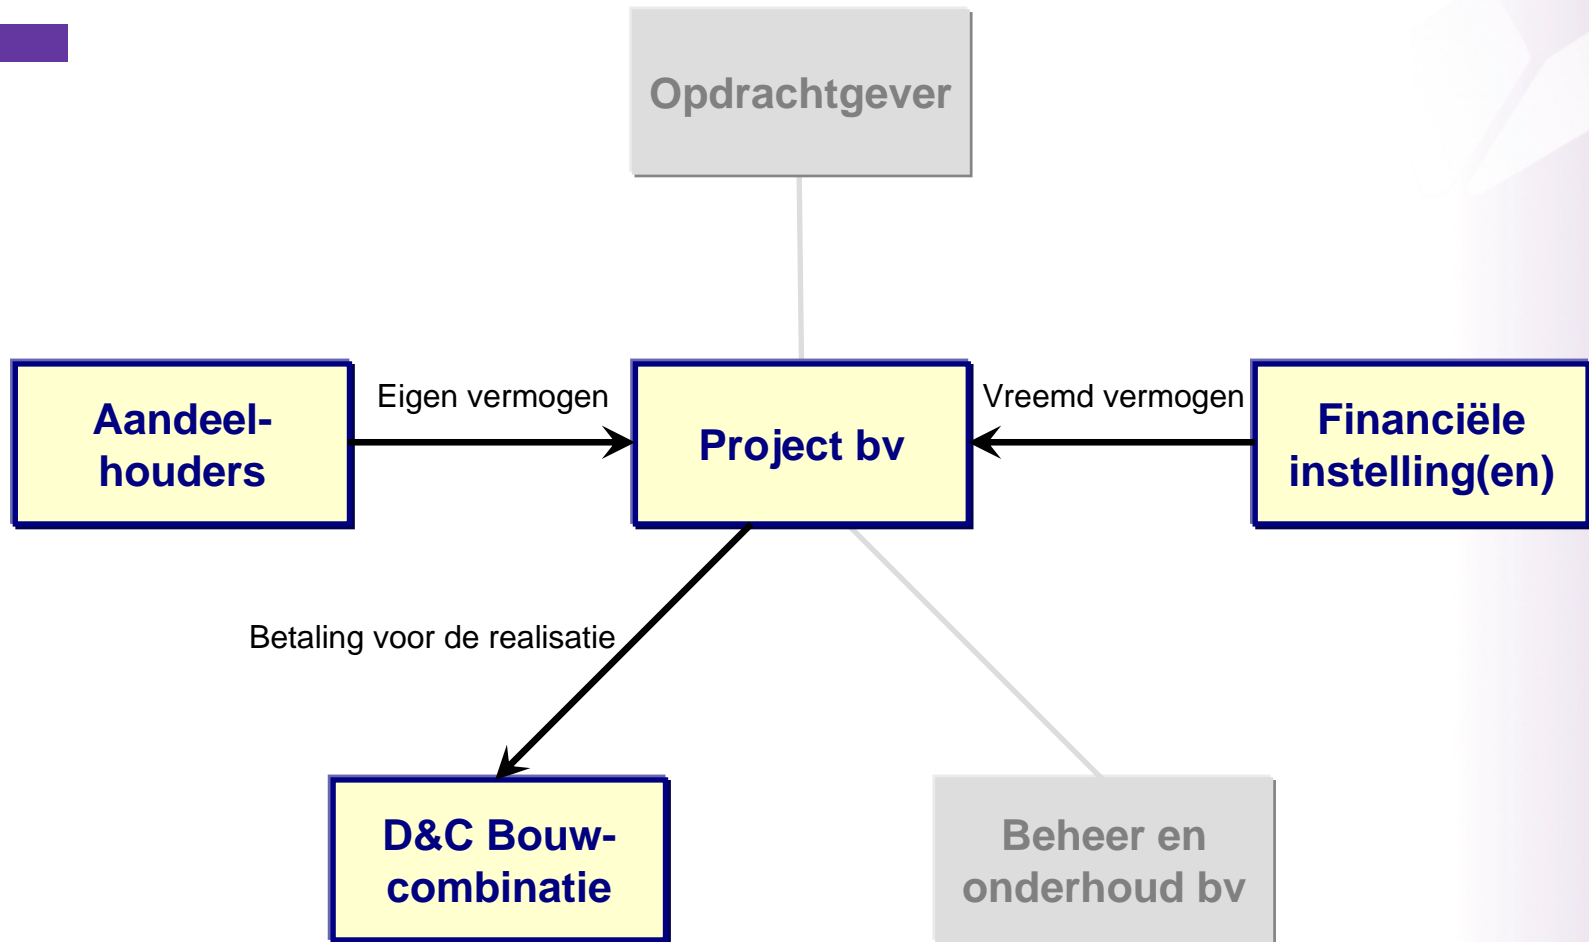 Opdrachtgever
Eigen vermogen
Vreemd vermogen
Aandeel-
houders
Project bv
Financiële
instelling(en)
Betaling voor de realisatie
D&C Bouw-
combinatie
Beheer en
onderhoud bv